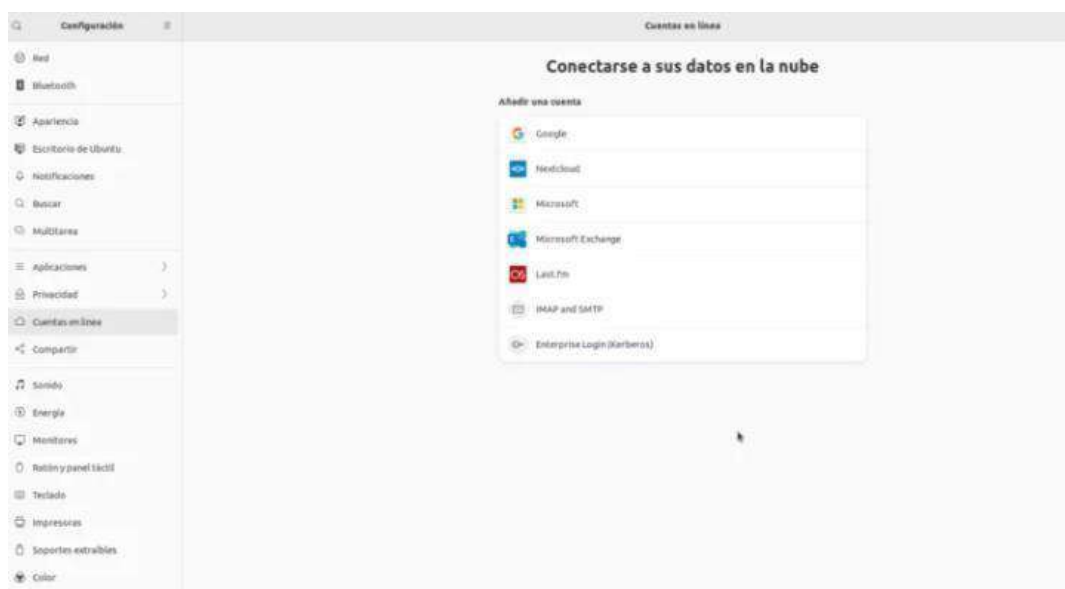 Configuración
Cuentas en línea
Red
Bluetooth
Apariencia
Escritorio de Ubuntu
Notificaciones
Buscar
Multitarea
Aplicaciones
Privacidad
Cuentas en línea
Compartir
Sonido
Energía
Monitores
Ratón y panel táctil
Teclado
Impresoras
Soportes extraíbles
Color
Conectarse a sus datos en la nube
Añadir una cuenta
Google
Nextcloud
Microsoft
Microsoft Exchange
Last.fm
IMAP and SMTP
Enterprise Login (Kerberos)